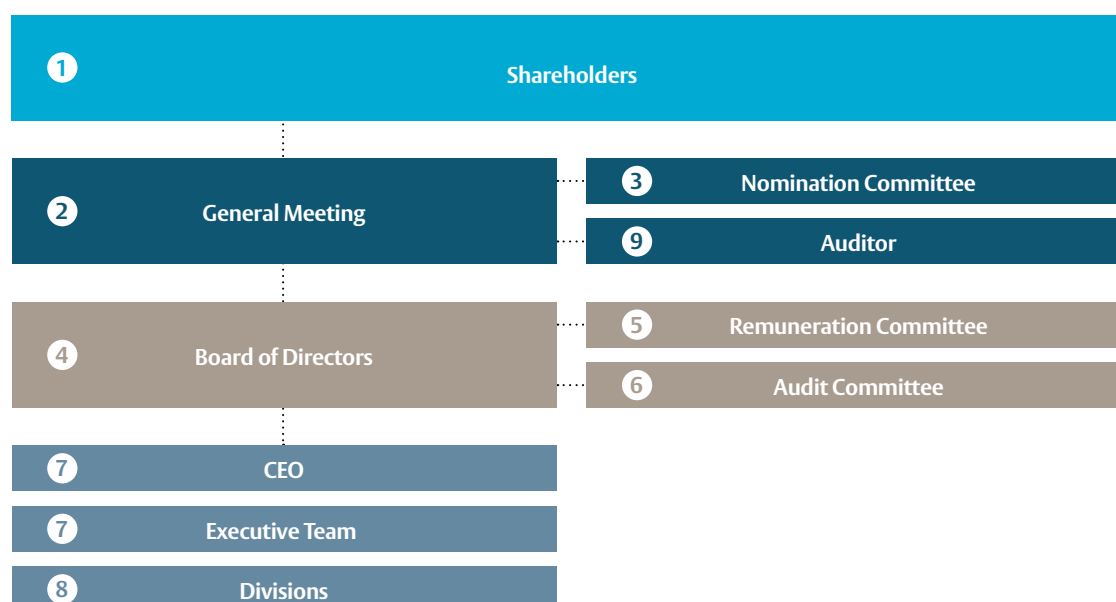 1 Shareholders
2 General Meeting
3 Nomination Committee
9 Auditor
4 Board of Directors
5 Remuneration Committee
6 Audit Committee
7 CEO
7 Executive Team
8 Divisions